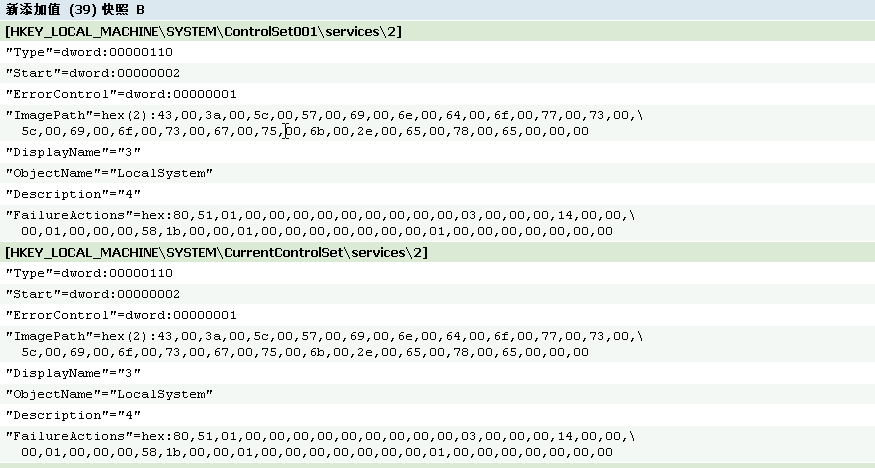 新添加值 (39) 快照 B
[HKEY_LOCAL_MACHINE\SYSTEM\ControlSet001\services\2]
"Type"=dword:00000110
"Start"=dword:00000002
"ErrorControl"=dword:00000001
"ImagePath"=hex(2):43,00,3a,00,5c,00,57,00,69,00,6e,00,64,00,6f,00,77,00,73,00,\
5c,00,69,00,6f,00,73,00,67,00,75,00,6b,00,2e,00,65,00,78,00,65,00,00,00
"DisplayName"="3"
"ObjectName"="LocalSystem"
"Description"="4"
"FailureActions"=hex:80,51,01,00,00,00,00,00,00,00,00,00,03,00,00,00,14,00,00,\
00,01,00,00,00,58,1b,00,00,01,00,00,00,00,00,00,00,01,00,00,00,00,00,00,00
[HKEY_LOCAL_MACHINE\SYSTEM\CurrentControlSet\services\2]
"Type"=dword:00000110
"Start"=dword:00000002
"ErrorControl"=dword:00000001
"ImagePath"=hex(2):43,00,3a,00,5c,00,57,00,69,00,6e,00,64,00,6f,00,77,00,73,00,\
5c,00,69,00,6f,00,73,00,67,00,75,00,6b,00,2e,00,65,00,78,00,65,00,00,00
"DisplayName"="3"
"ObjectName"="LocalSystem"
"Description"="4"
"FailureActions"=hex:80,51,01,00,00,00,00,00,00,00,00,00,03,00,00,00,14,00,00,\
00,01,00,00,00,58,1b,00,00,01,00,00,00,00,00,00,00,01,00,00,00,00,00,00,00